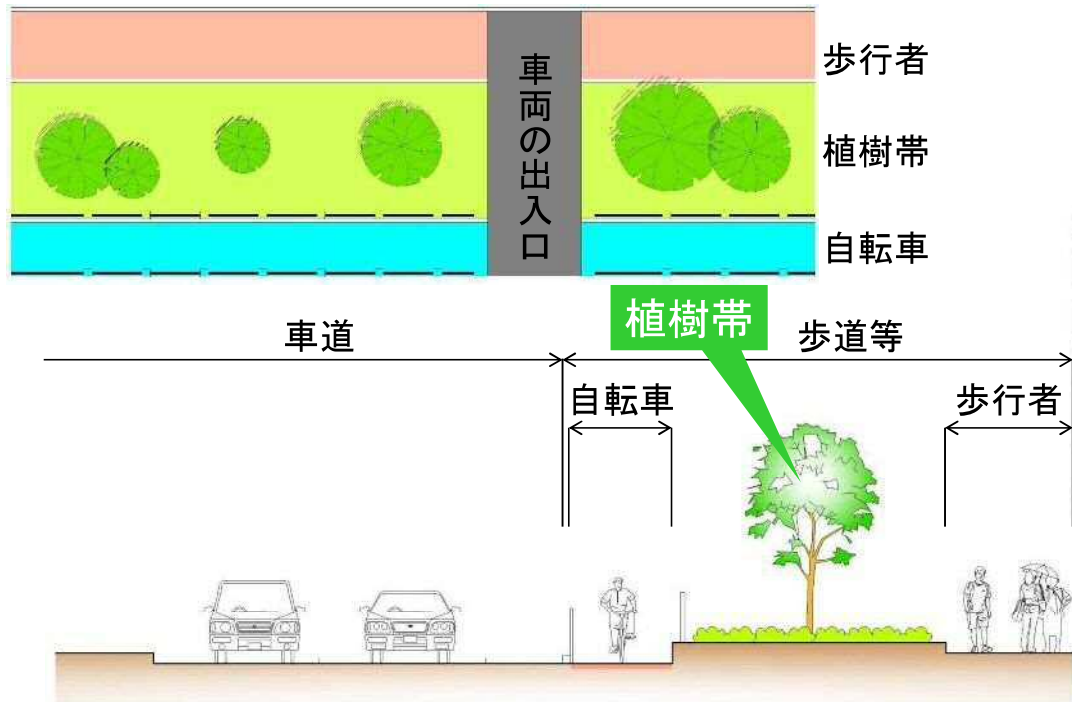 歩行者
車両の出入口
植樹帯
自転車
車道
植樹帯
歩道等
自転車
歩行者